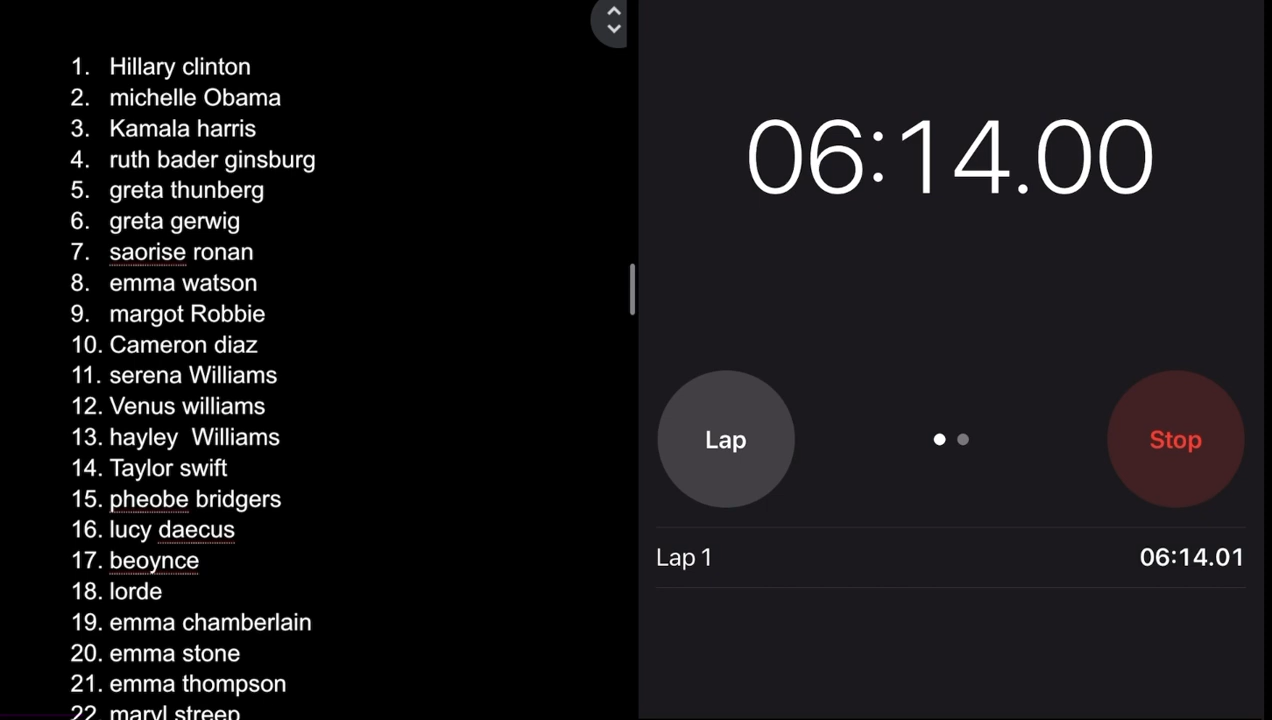 1. Hillary clinton
2. michelle Obama
3. Kamala harris
4. ruth bader ginsburg
5. greta thunberg
6. greta gerwig
7. saorise ronan
8. emma watson
9. margot Robbie
10. Cameron diaz
11. serena Williams
12. Venus williams
13. hayley  Williams
14. Taylor swift
15. pheobe bridgers
16. lucy daecus
17. beoynce
18. lorde
19. emma chamberlain
20. emma stone
21. emma thompson
22. maryl streep
06:14.00
Lap
Stop
Lap 1 06:14.01